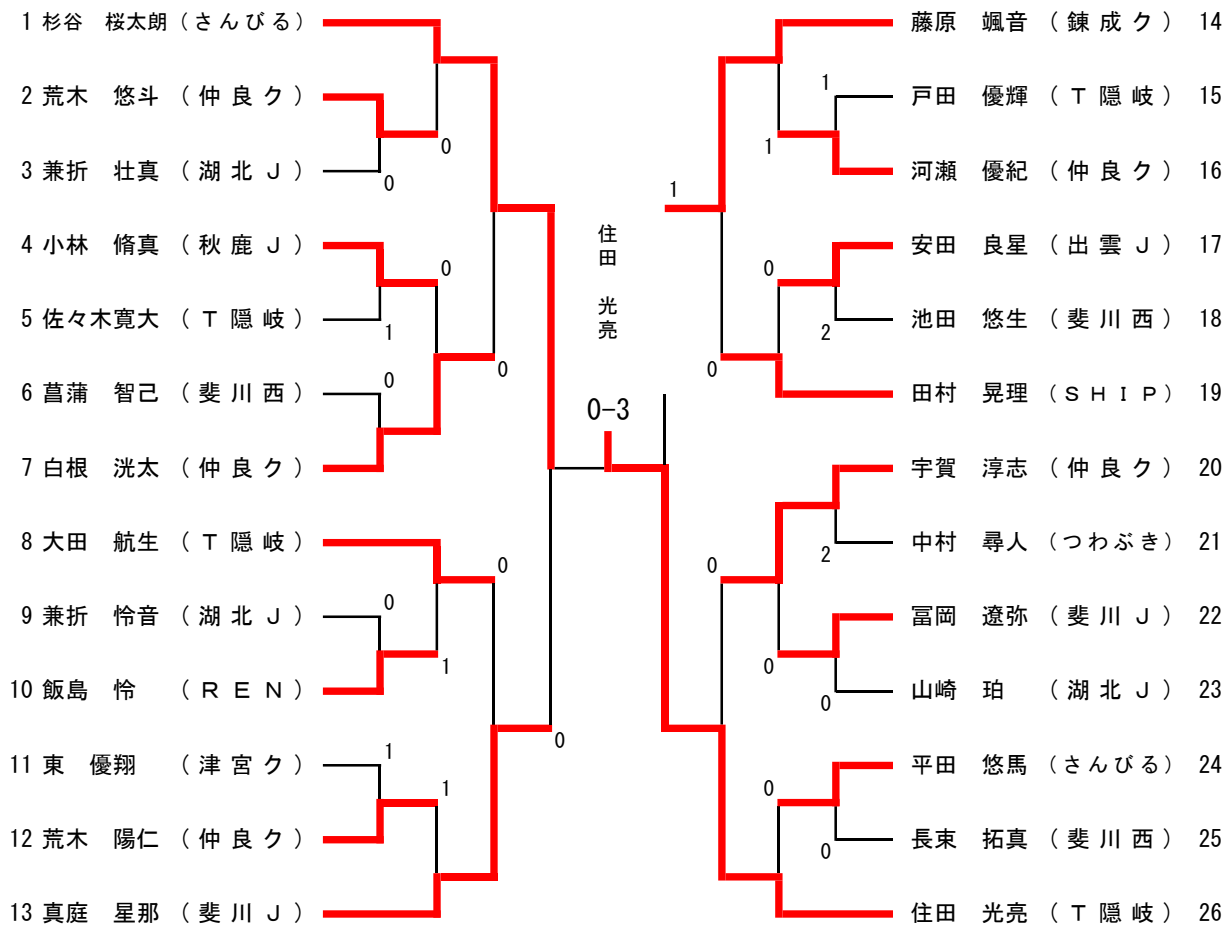 1 杉谷 桜太朗 (さんびる)
2 荒木 悠斗 (仲良ク)
0
3 兼折 壮真 (湖北J)
0
4 小林 脩真 (秋鹿J)
0
5 佐々木寛大 (T隠岐)
1
0
0
6 菖蒲 智己 (斐川西)
7 白根 洸太 (仲良ク)
8 大田 航生 (T隠岐)
0
0
9 兼折 怜音 (湖北J)
1
10 飯島 怜 (REN)
0
1
11 東 優翔 (津宮ク)
1
12 荒木 陽仁 (仲良ク)
13 真庭 星那 (斐川J)
住田 光亮
0-3
藤原 颯音 (錬成ク) 14
1
戸田 優輝 (T隠岐) 15
1
河瀬 優紀 (仲良ク) 16
1
安田 良星 (出雲J) 17
0
池田 悠生 (斐川西) 18
2
0
田村 晃理 (SHIP) 19
宇賀 淳志 (仲良ク) 20
中村 尋人 (つわぶき) 21
2
0
冨岡 遼弥 (斐川J) 22
0
山崎 珀 (湖北J) 23
0
平田 悠馬 (さんびる) 24
0
長束 拓真 (斐川西) 25
0
住田 光亮 (T隠岐) 26